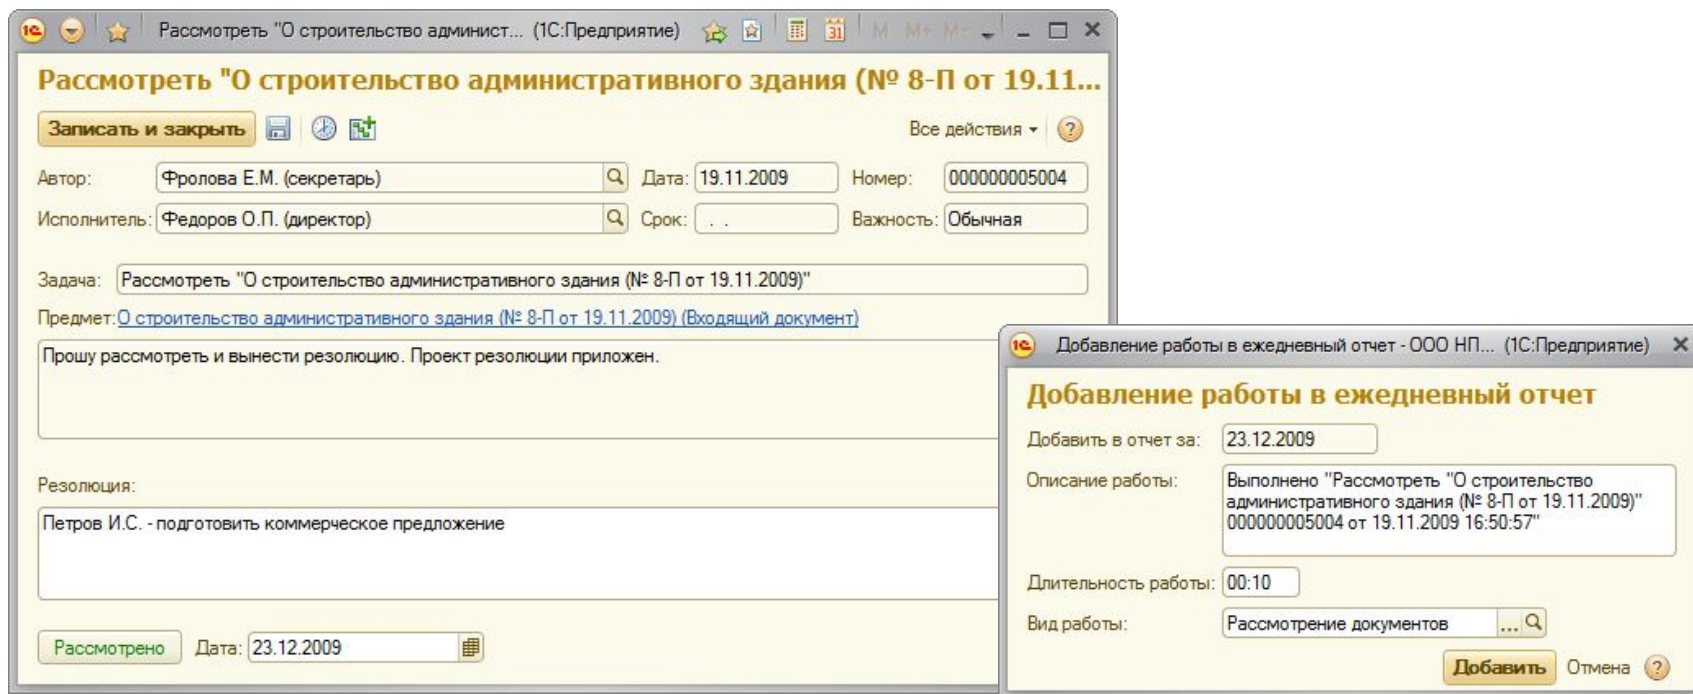 Рассмотреть "О строительство админист... (1С:Предприятие) 31 M M+ M-
Рассмотреть "О строительство административного здания (№ 8-П от 19.11...
Записать и закрыть Все действия ?
Автор: Фролова Е.М. (секретарь) Дата: 19.11.2009 Номер: 000000005004
Исполнитель: Федоров О.П. (директор) Срок: . . Важность: Обычная
Задача: Рассмотреть "О строительство административного здания (№ 8-П от 19.11.2009)"
Предмет: О строительство административного здания (№ 8-П от 19.11.2009) (Входящий документ)
Прошу рассмотреть и вынести резолюцию. Проект резолюции приложен.
Резолюция:
Петров И.С. - подготовить коммерческое предложение
Рассмотрено Дата: 23.12.2009
Добавление работы в ежедневный отчет - ООО НП... (1С:Предприятие)
Добавление работы в ежедневный отчет
Добавить в отчет за: 23.12.2009
Описание работы: Выполнено "Рассмотреть "О строительство
административного здания (№ 8-П от 19.11.2009)"
000000005004 от 19.11.2009 16:50:57"
Длительность работы: 00:10
Вид работы: Рассмотрение документов ...
Добавить Отмена ?